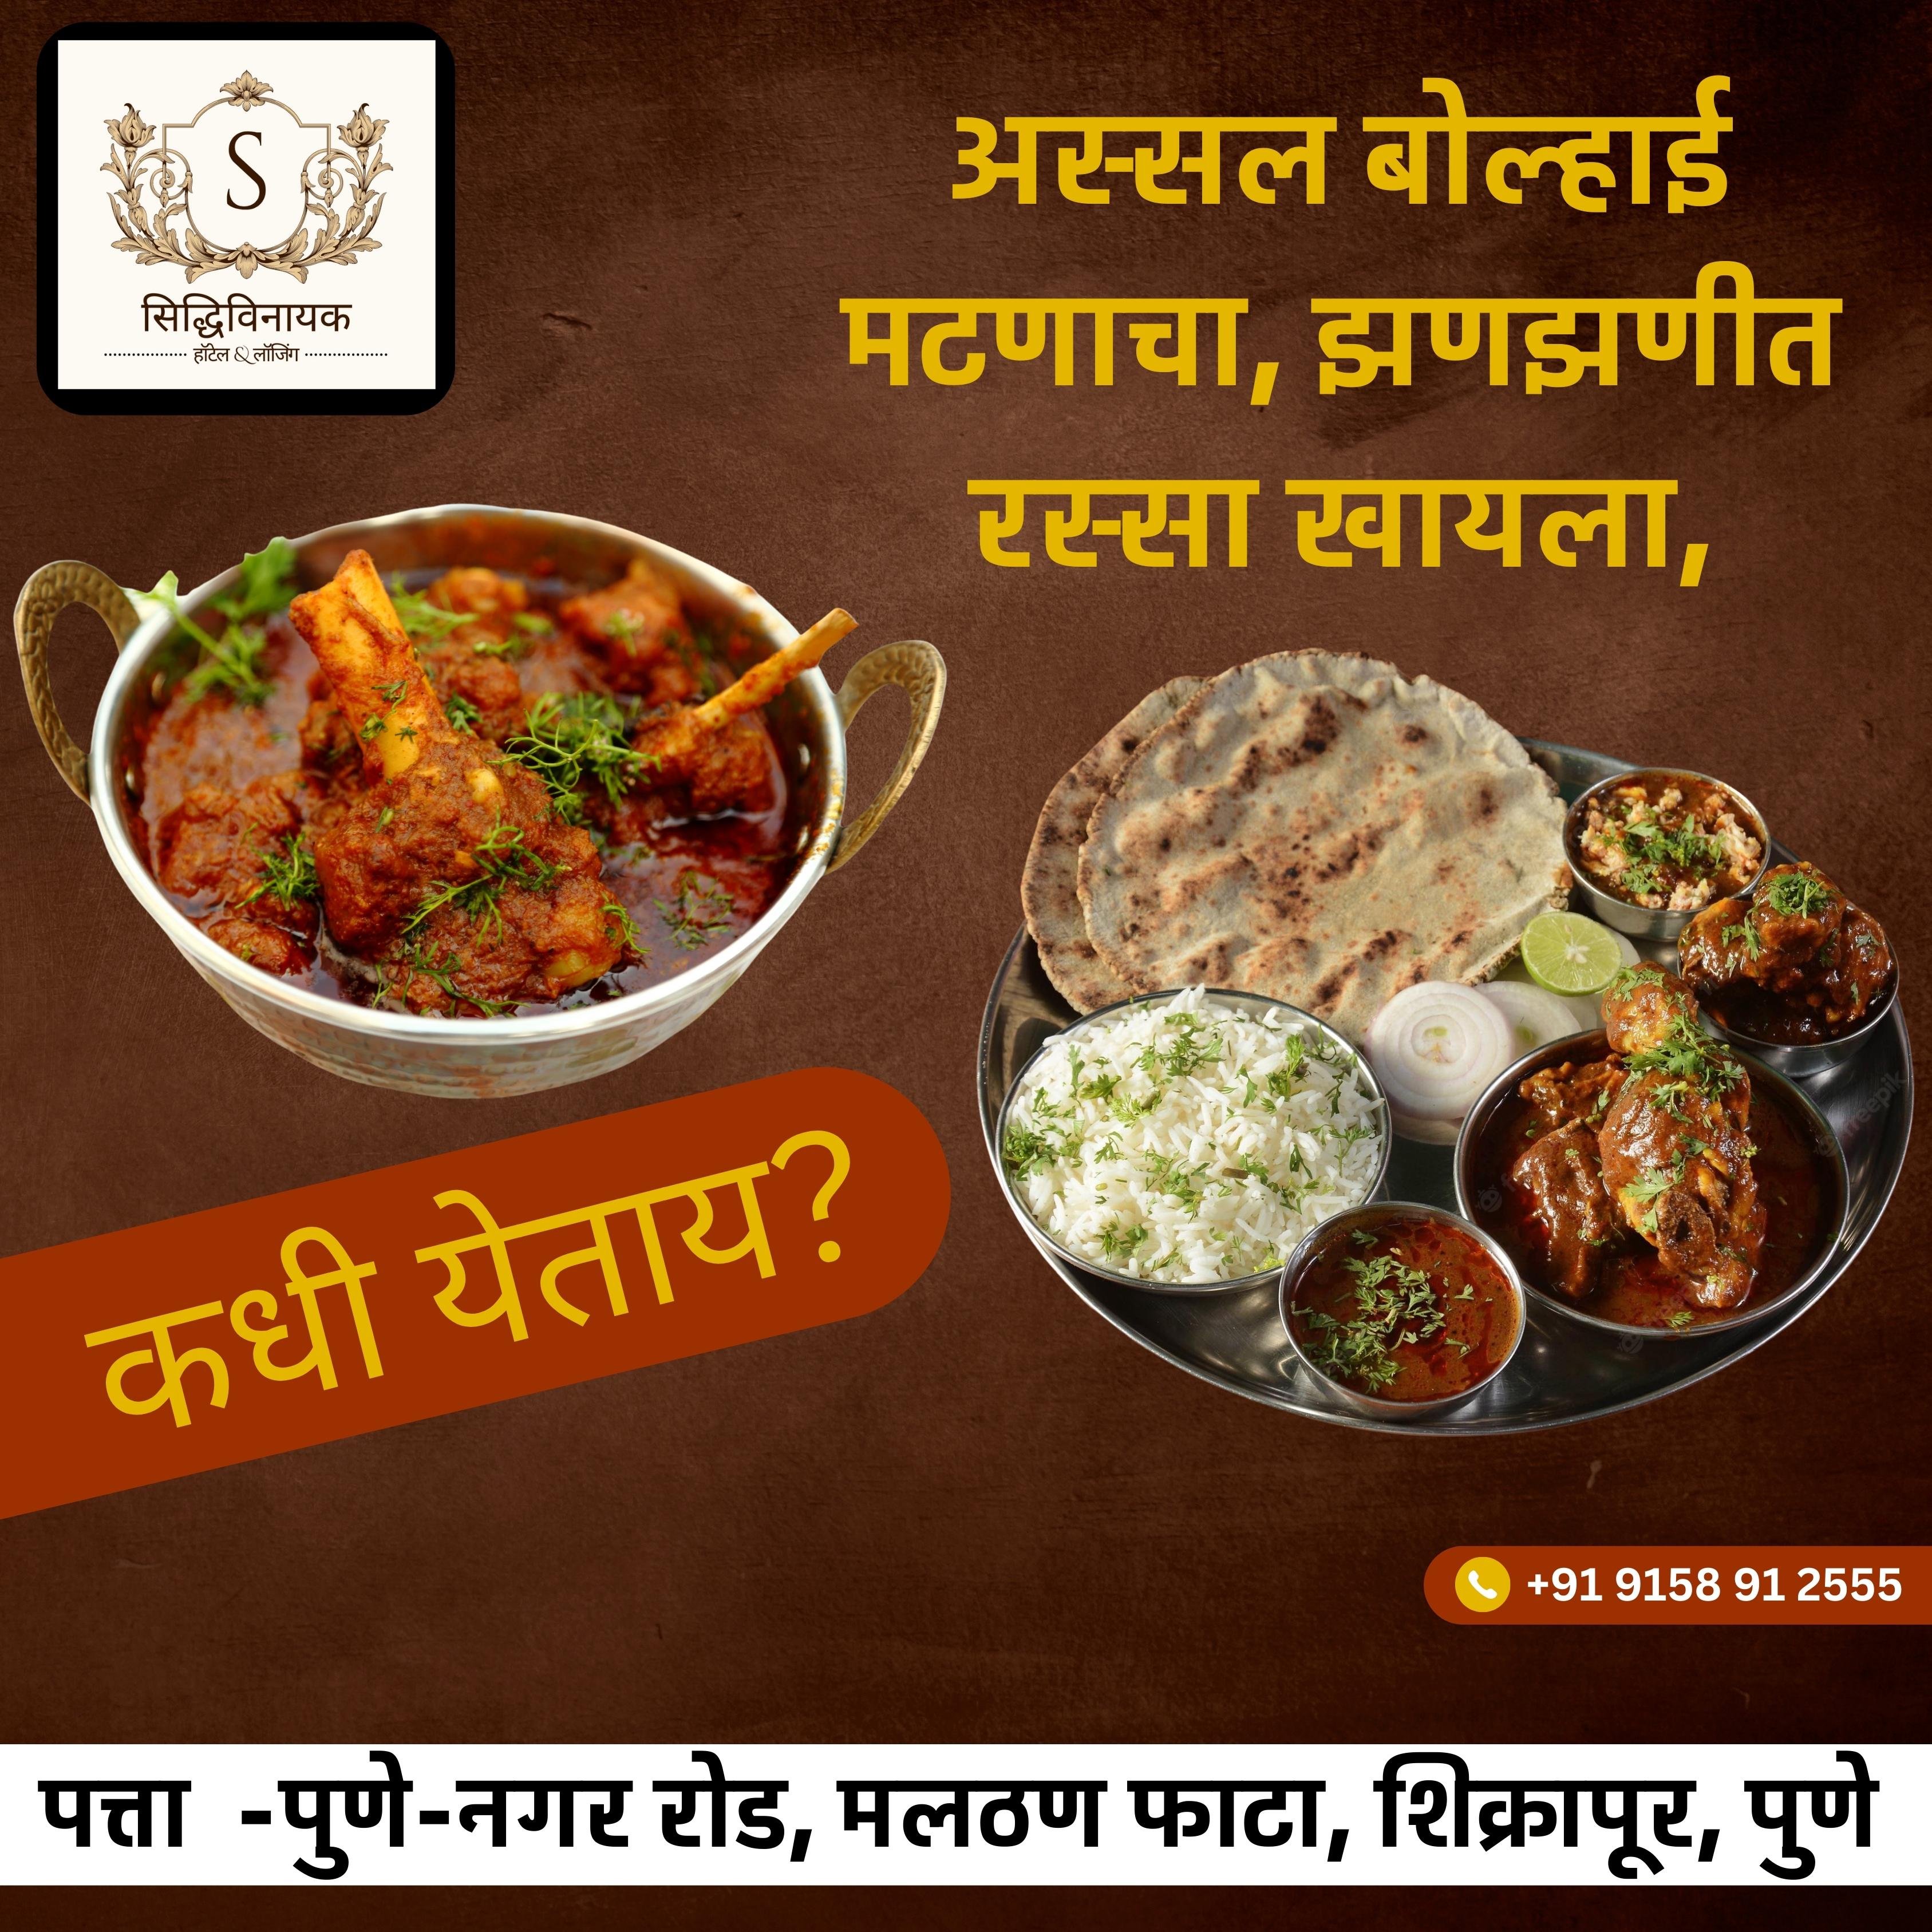 S
सिद्धिविनायक
हॉटेल & लॉजिंग
अस्सल बोल्हाई
मटणाचा, झणझणीत
रस्सा खायला,
कधी येताय?
+91 9158 91 2555
पत्ता -पुणे-नगर रोड, मलठण फाटा, शिक्रापूर, पुणे